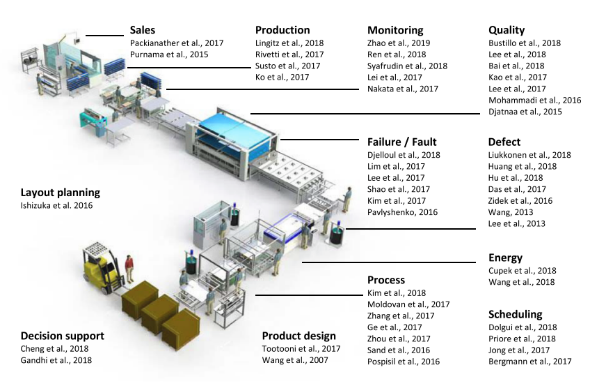 Sales
Packianather et al., 2017
Purnama et al., 2015
Production
Lingitz et al., 2018
Rivetti et al., 2017
Susto et al., 2017
Ko et al., 2017
Monitoring
Zhao et al., 2019
Ren et al., 2018
Syafrudin et al., 2018
Lei et al., 2017
Nakata et al., 2017
Quality
Bustillo et al., 2018
Lee et al., 2018
Bai et al., 2018
Kao et al., 2017
Lee et al., 2017
Mohammadi et al., 2016
Djatnaa et al., 2015
Layout planning
Ishizuka et al. 2016
Failure / Fault
Djelloul et al., 2018
Lim et al., 2017
Lee et al., 2017
Shao et al., 2017
Kim et al., 2017
Pavlyshenko, 2016
Defect
Liukkonen et al., 2018
Huang et al., 2018
Hu et al., 2018
Das et al., 2017
Zidek et al., 2016
Wang, 2013
Lee et al., 2013
Energy
Cupek et al., 2018
Wang et al., 2018
Process
Kim et al., 2018
Moldovan et al., 2017
Zhang et al., 2017
Ge et al., 2017
Zhou et al., 2017
Sand et al., 2016
Pospisil et al., 2016
Scheduling
Dolgui et al., 2018
Priore et al., 2018
Jong et al., 2017
Bergmann et al., 2017
Decision support
Cheng et al., 2018
Gandhi et al., 2018
Product design
Tootooni et al., 2017
Wang et al., 2007